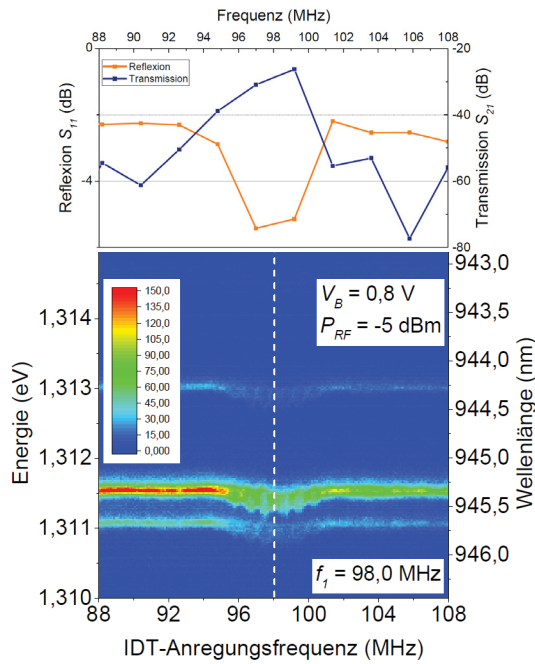 Frequenz (MHz)
88 90 92 94 96 98 100 102 104 106 108
0
-4
Reflexion S11 (dB)
Reflexion
Transmission
-20
-40
-60
-80
Transmission S21 (dB)
1,314
1,313
1,312
1,311
1,310
Energie (eV)
150,0
135,0
120,0
105,0
90,00
75,00
60,00
45,00
30,00
15,00
0,000
VB = 0,8 V
PRF = -5 dBm
f1 = 98,0 MHz
943,0
943,5
944,0
944,5
945,0
945,5
946,0
Wellenlänge (nm)
88 92 96 100 104 108
IDT-Anregungsfrequenz (MHz)